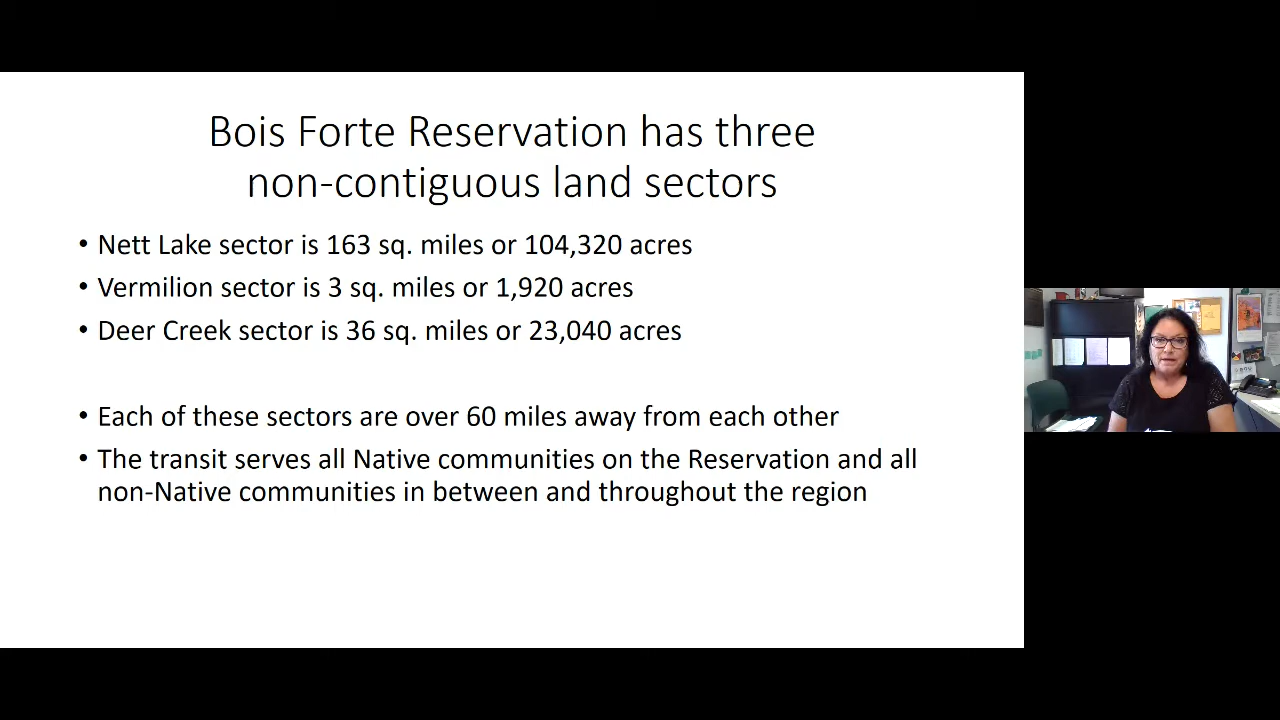 Bois Forte Reservation has three
non-contiguous land sectors
• Nett Lake sector is 163 sq. miles or 104,320 acres
• Vermilion sector is 3 sq. miles or 1,920 acres
• Deer Creek sector is 36 sq. miles or 23,040 acres
• Each of these sectors are over 60 miles away from each other
• The transit serves all Native communities on the Reservation and all
non-Native communities in between and throughout the region